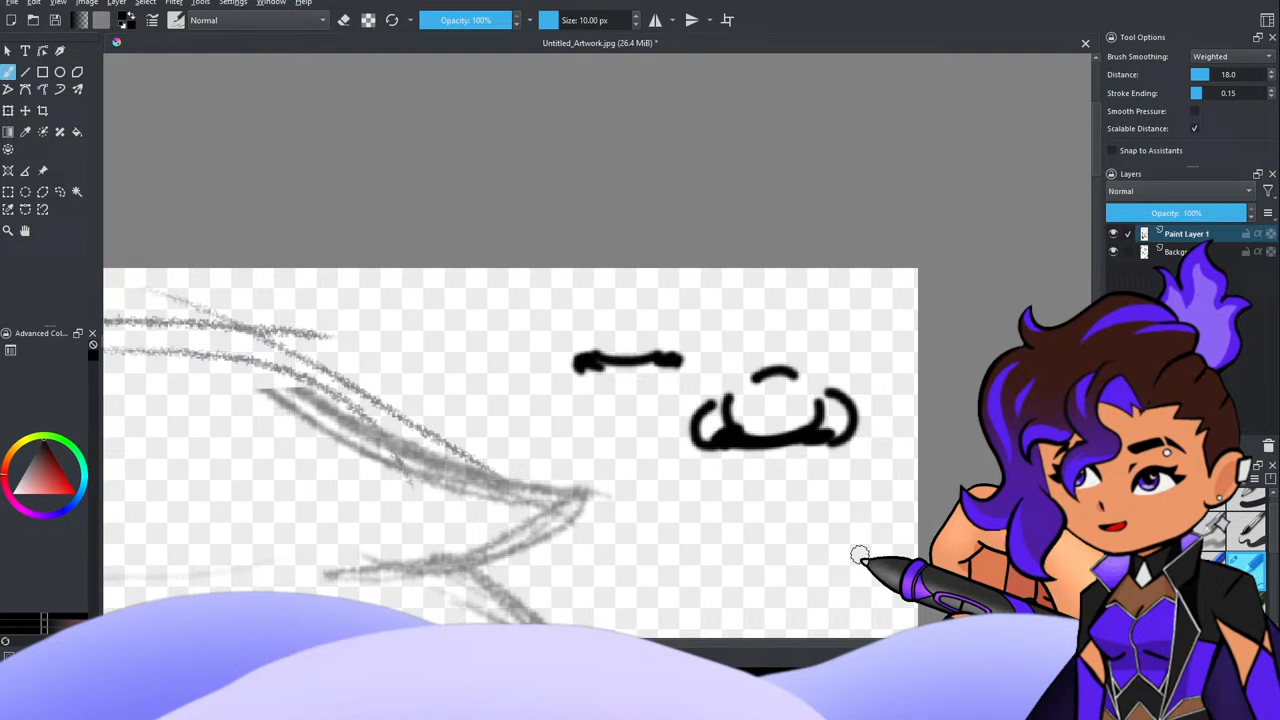 File Edit View Image Layer Select Filter Tools Settings Window Help
Normal
Opacity: 100%
Size: 10.00 px
Untitled_Artwork.jpg (26.4 MiB) *
Tool Options
Brush Smoothing: Weighted
Distance: 18.0
Stroke Ending: 0.15
Smooth Pressure:
Scalable Distance:
Snap to Assistants
Layers
Normal
Opacity: 100%
Paint Layer 1
Backg
Advanced Col...